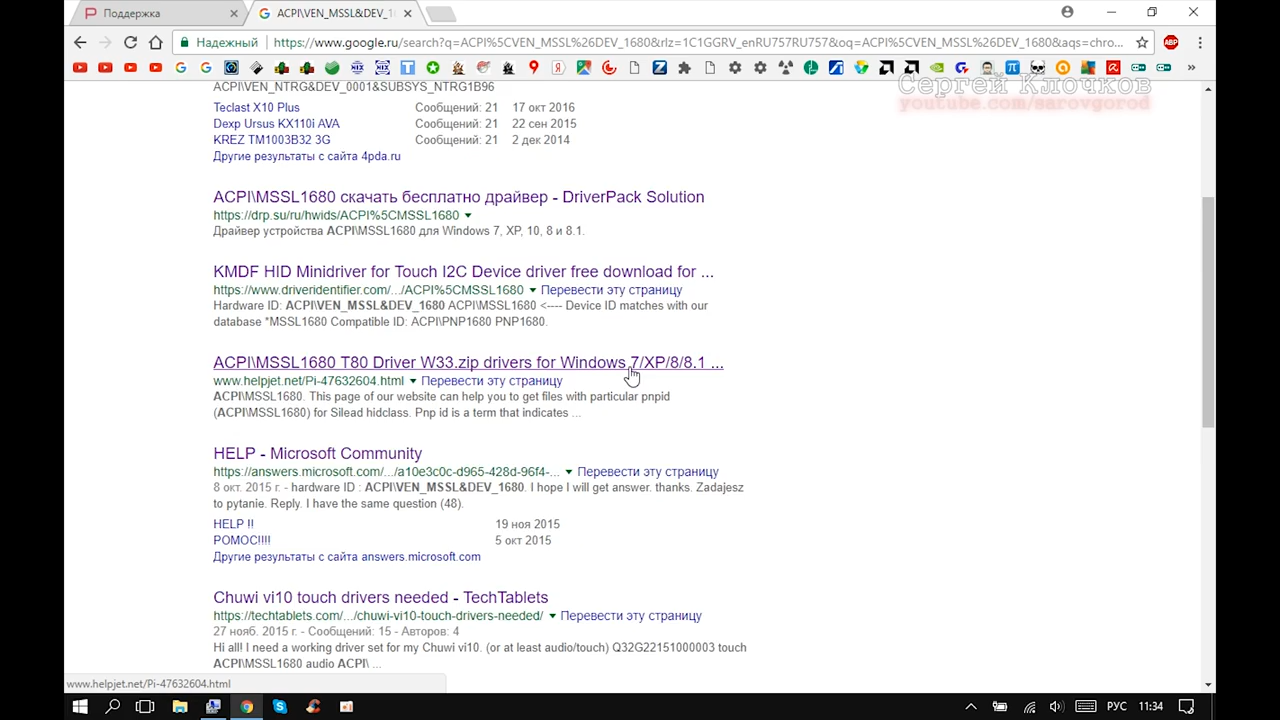 Поддержка
ACPI\VEN_MSSL&DEV_1
Надежный
https://www.google.ru/search?q=ACPI%5CVEN_MSSL%26DEV_1680&rlz=1C1GGRV_enRU757RU757&oq=ACPI%5CVEN_MSSL%26DEV_1680&aqs=chro...
Сергей Клочков
youtube.com/sarovgorod
ACPI\VEN_NTRG&DEV_0001&SUBSYS_NTRG1B96
Teclast X10 Plus Сообщений: 21 17 окт 2016
Dexp Ursus KX110i AVA Сообщений: 21 22 сен 2015
KREZ TM1003B32 3G Сообщений: 21 2 дек 2014
Другие результаты с сайта 4pda.ru
ACPI\MSSL1680 скачать бесплатно драйвер - DriverPack Solution
https://drp.su/ru/hwids/ACPI%5CMSSL1680
Драйвер устройства ACPI\MSSL1680 для Windows 7, XP, 10, 8 и 8.1.
KMDF HID Minidriver for Touch I2C Device driver free download for ...
https://www.driveridentifier.com/.../ACPI%5CMSSL1680 Перевести эту страницу
Hardware ID: ACPI\VEN_MSSL&DEV_1680 ACPI\MSSL1680 <---- Device ID matches with our
database *MSSL1680 Compatible ID: ACPI\PNP1680 PNP1680.
ACPI\MSSL1680 T80 Driver W33.zip drivers for Windows 7/XP/8/8.1 ...
www.helpjet.net/Pi-47632604.html Перевести эту страницу
ACPI\MSSL1680. This page of our website can help you to get files with particular pnpid
(ACPI\MSSL1680) for Silead hidclass. Pnp id is a term that indicates ...
HELP - Microsoft Community
https://answers.microsoft.com/.../a10e3c0c-d965-428d-96f4-... Перевести эту страницу
8 окт. 2015 г. - hardware ID : ACPI\VEN_MSSL&DEV_1680. I hope I will get answer. thanks. Zadajesz
to pytanie. Reply. I have the same question (48).
HELP !! 19 ноя 2015
POMOC!!!! 5 окт 2015
Другие результаты с сайта answers.microsoft.com
Chuwi vi10 touch drivers needed - TechTablets
https://techtablets.com/.../chuwi-vi10-touch-drivers-needed/ Перевести эту страницу
27 нояб. 2015 г. - Сообщений: 15 - Авторов: 4
Hi all! I need a working driver set for my Chuwi vi10. (or at least audio/touch) Q32G22151000003 touch
ACPI\MSSL1680 audio ACPI\ ...
www.helpjet.net/Pi-47632604.html
РУС 11:34